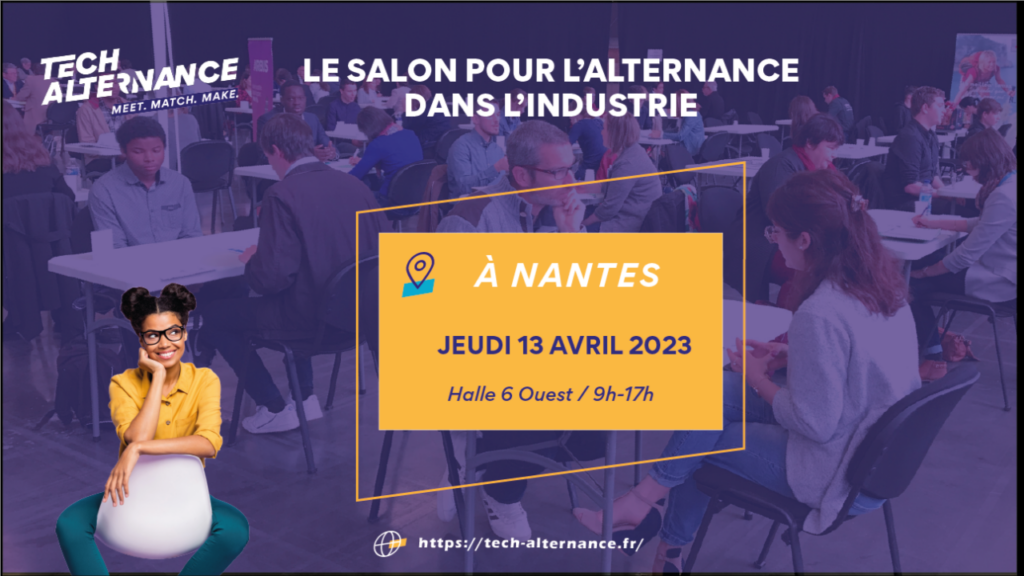 TECH
ALTERNANCE
MEET. MATCH. MAKE.
LE SALON POUR L'ALTERNANCE
DANS L'INDUSTRIE
À NANTES
JEUDI 13 AVRIL 2023
Halle 6 Ouest / 9h-17h
https://tech-alternance.fr/